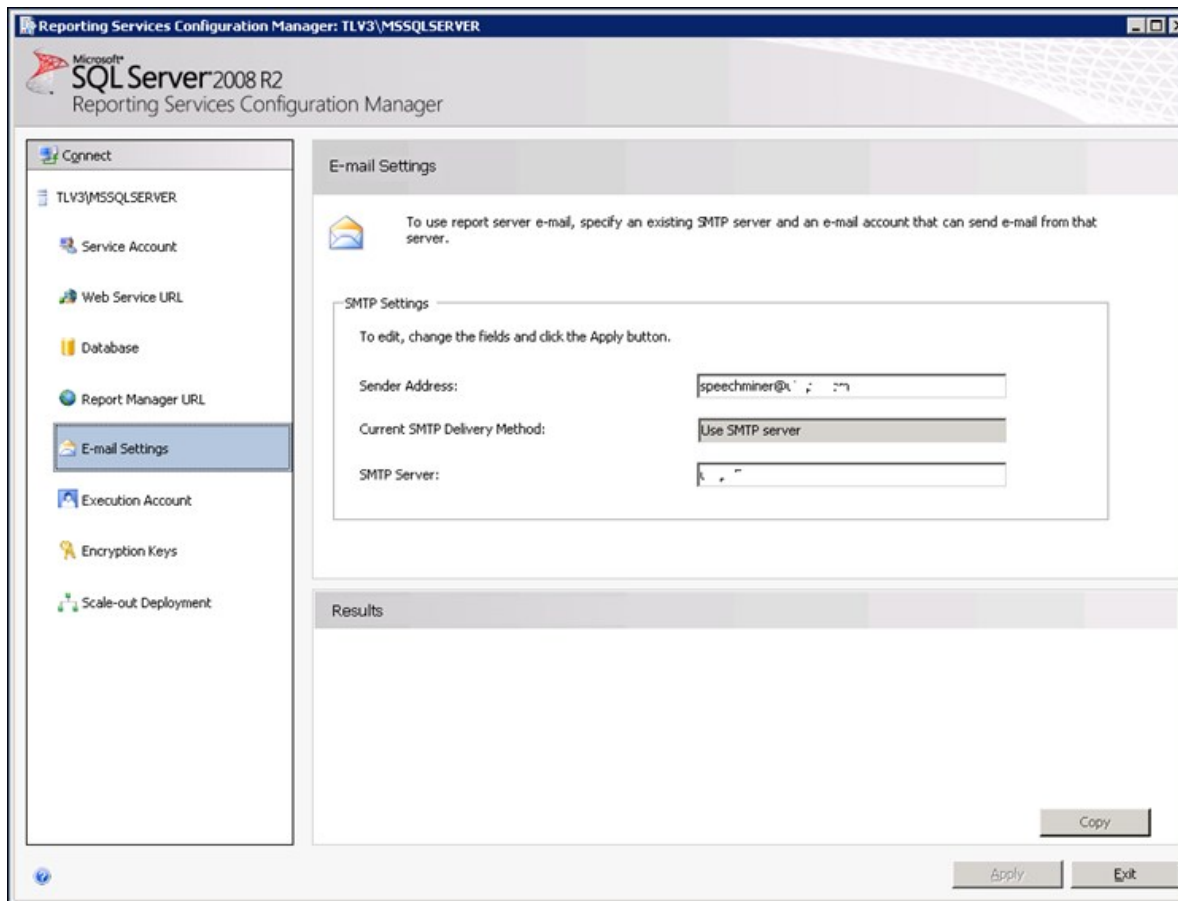 Reporting Services Configuration Manager: TLV3\MSSQLSERVER
Microsoft®
SQL Server® 2008 R2
Reporting Services Configuration Manager
Connect
TLV3\MSSQLSERVER
Service Account
Web Service URL
Database
Report Manager URL
E-mail Settings
Execution Account
Encryption Keys
Scale-out Deployment
E-mail Settings
To use report server e-mail, specify an existing SMTP server and an e-mail account that can send e-mail from that
server.
SMTP Settings
To edit, change the fields and click the Apply button.
Sender Address:
Current SMTP Delivery Method: Use SMTP server
SMTP Server:
Results
Copy
Apply Exit